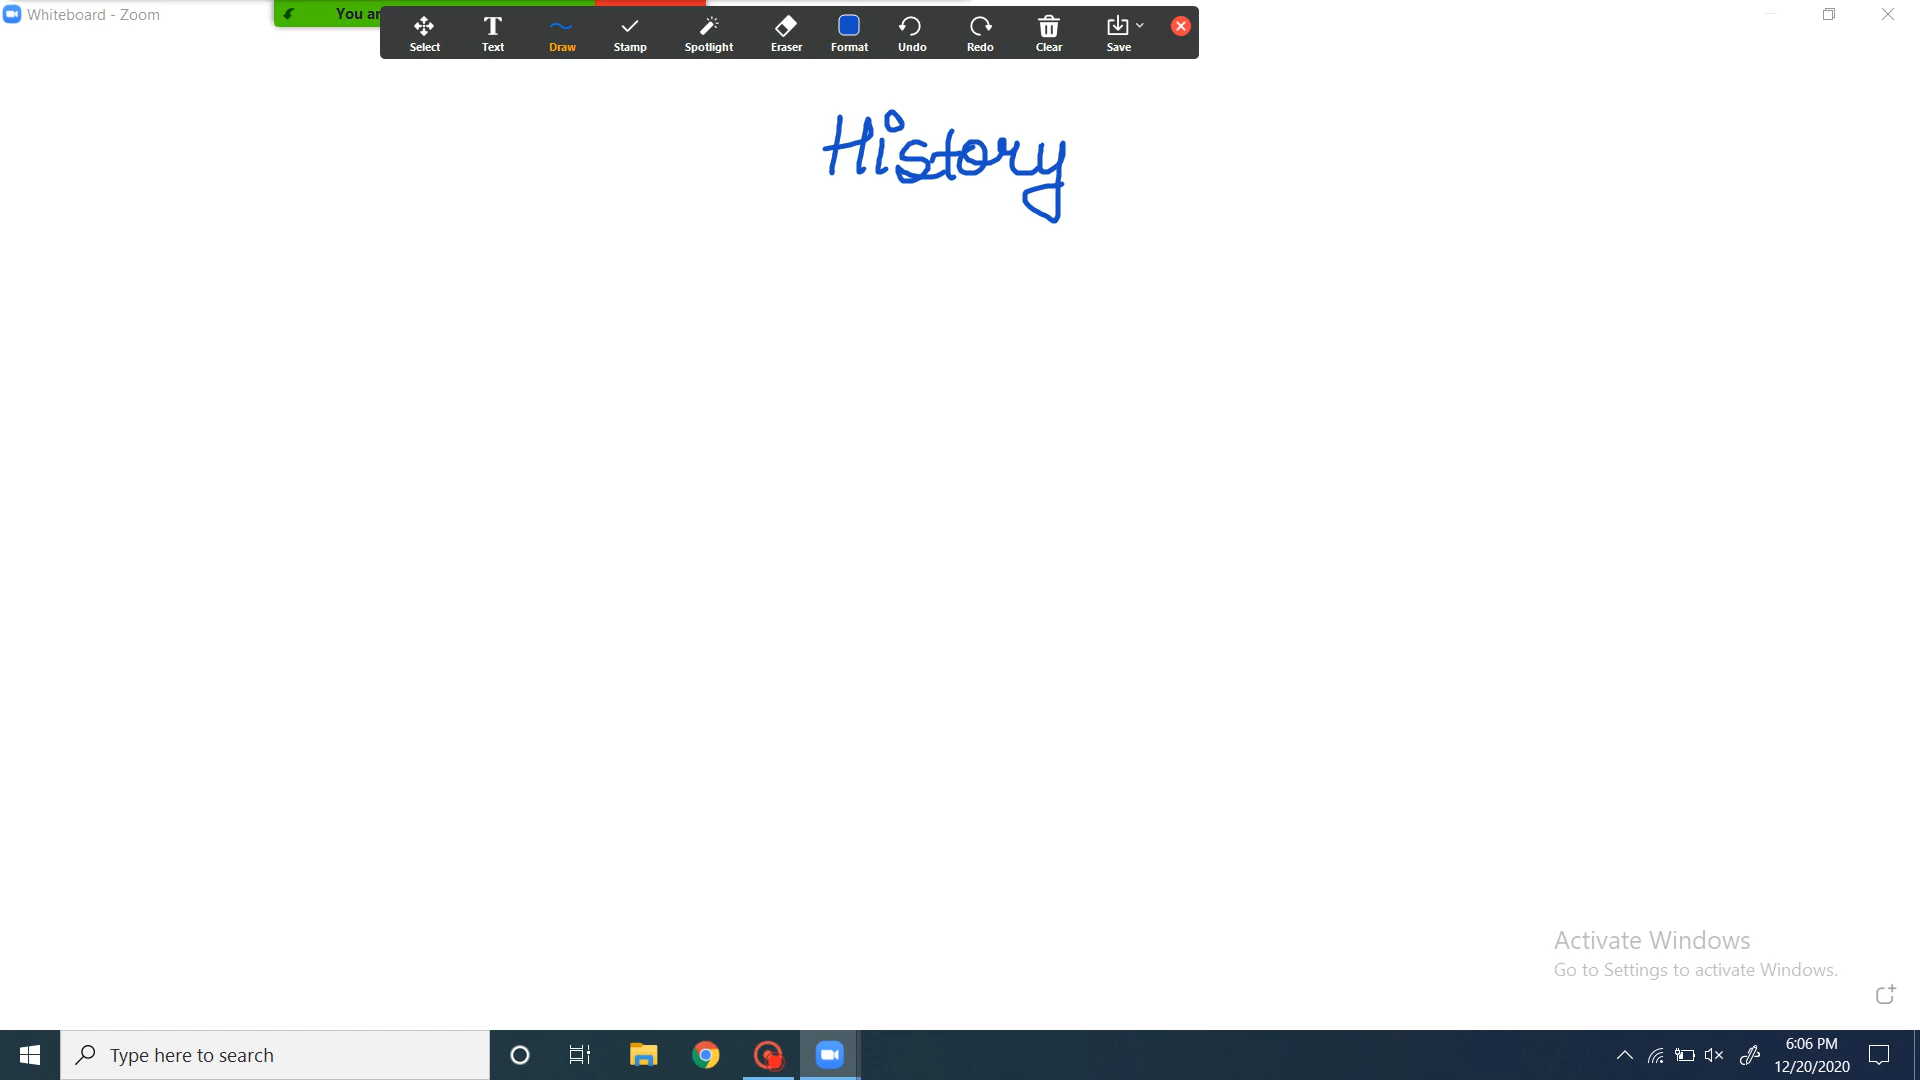 Whiteboard - Zoom
You ar
Select Text Draw Stamp Spotlight Eraser Format Undo Redo Clear Save
History
Activate Windows
Go to Settings to activate Windows.
Type here to search
6:06 PM
12/20/2020